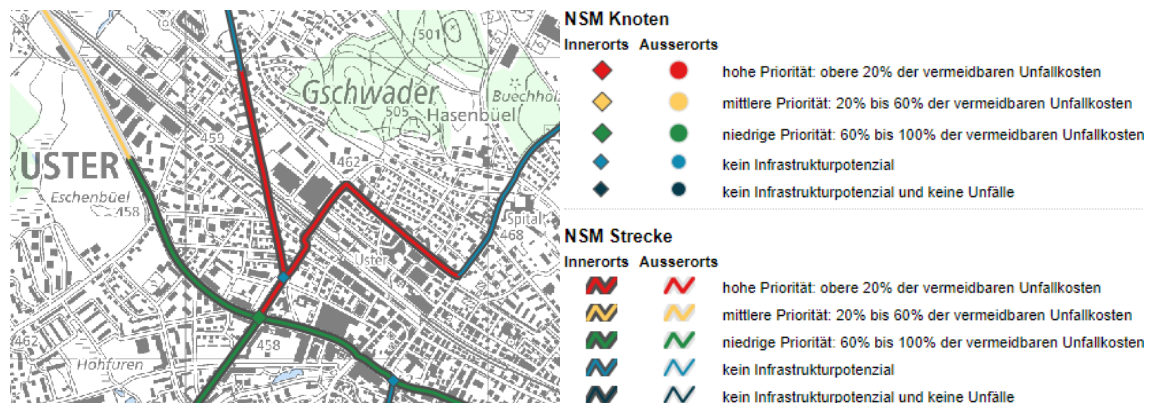 501
Gschwader
505
Buechholz
Hasenbüel
459
462
USTER
Eschenbüel
458
Spital
468
Uster
462
458
Hohfuren
NSM Knoten
Innerorts Ausserorts
hohe Priorität: obere 20% der vermeidbaren Unfallkosten
mittlere Priorität: 20% bis 60% der vermeidbaren Unfallkosten
niedrige Priorität: 60% bis 100% der vermeidbaren Unfallkosten
kein Infrastrukturpotenzial
kein Infrastrukturpotenzial und keine Unfälle
NSM Strecke
Innerorts Ausserorts
hohe Priorität: obere 20% der vermeidbaren Unfallkosten
mittlere Priorität: 20% bis 60% der vermeidbaren Unfallkosten
niedrige Priorität: 60% bis 100% der vermeidbaren Unfallkosten
kein Infrastrukturpotenzial
kein Infrastrukturpotenzial und keine Unfälle